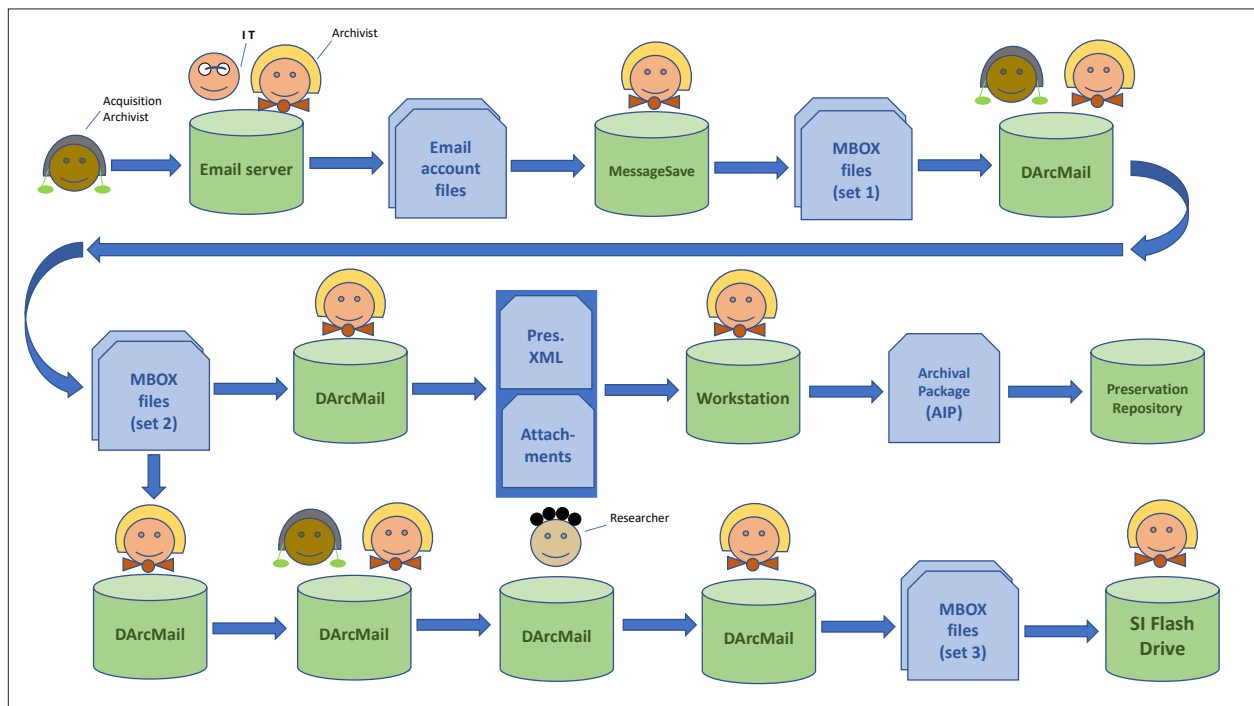 I T
Archivist
Acquisition
Archivist
Email server
Email
account
files
MessageSave
MBOX
files
(set 1)
DArcMail
MBOX
files
(set 2)
DArcMail
Pres.
XML
Attach-
ments
Workstation
Archival
Package
(AIP)
Preservation
Repository
Researcher
DArcMail
DArcMail
DArcMail
DArcMail
MBOX
files
(set 3)
SI Flash
Drive